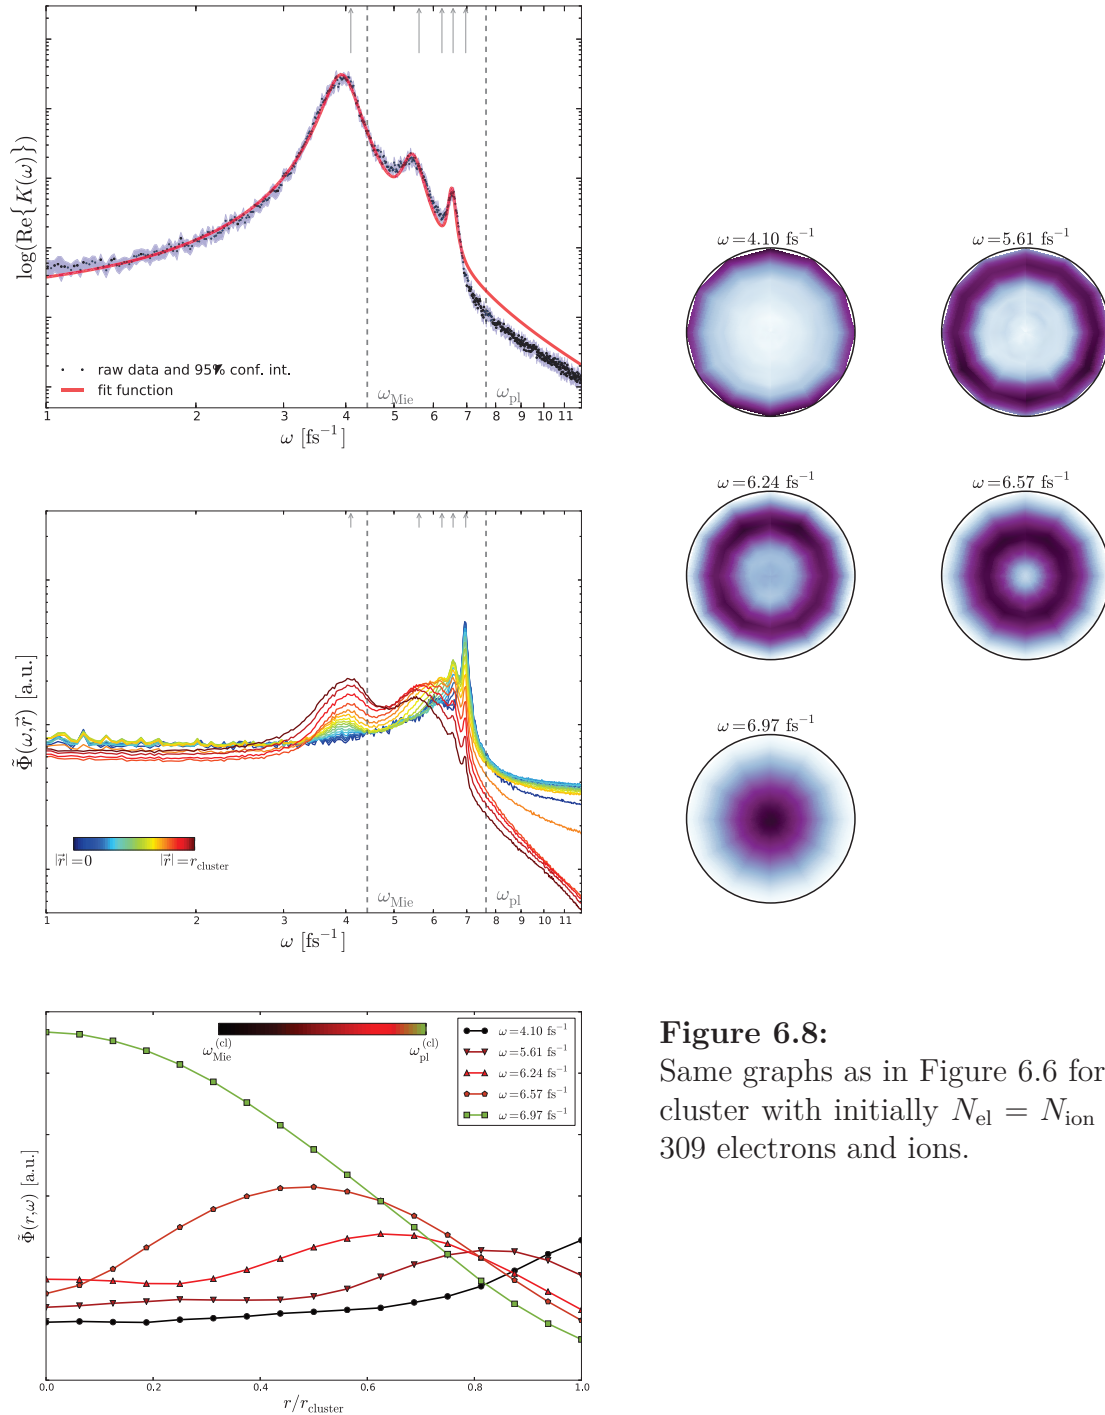 log(Re{K(ω)})
raw data and 95% conf. int.
fit function
ω_Mie
ω_pl
1 2 3 4 5 6 7 8 9 10 11
ω [fs⁻¹]
ω=4.10 fs⁻¹
ω=5.61 fs⁻¹
ω=6.24 fs⁻¹
ω=6.57 fs⁻¹
ω=6.97 fs⁻¹
Φ̃(ω,r⃗) [a.u.]
|r⃗|=0
|r⃗|=r_cluster
ω_Mie
ω_pl
1 2 3 4 5 6 7 8 9 10 11
ω [fs⁻¹]
Φ̃(r,ω) [a.u.]
ω_Mie^(cl)
ω_pl^(cl)
ω=4.10 fs⁻¹
ω=5.61 fs⁻¹
ω=6.24 fs⁻¹
ω=6.57 fs⁻¹
ω=6.97 fs⁻¹
0.0 0.2 0.4 0.6 0.8 1.0
r/r_cluster
Figure 6.8:
Same graphs as in Figure 6.6 for
cluster with initially N_el = N_ion
309 electrons and ions.